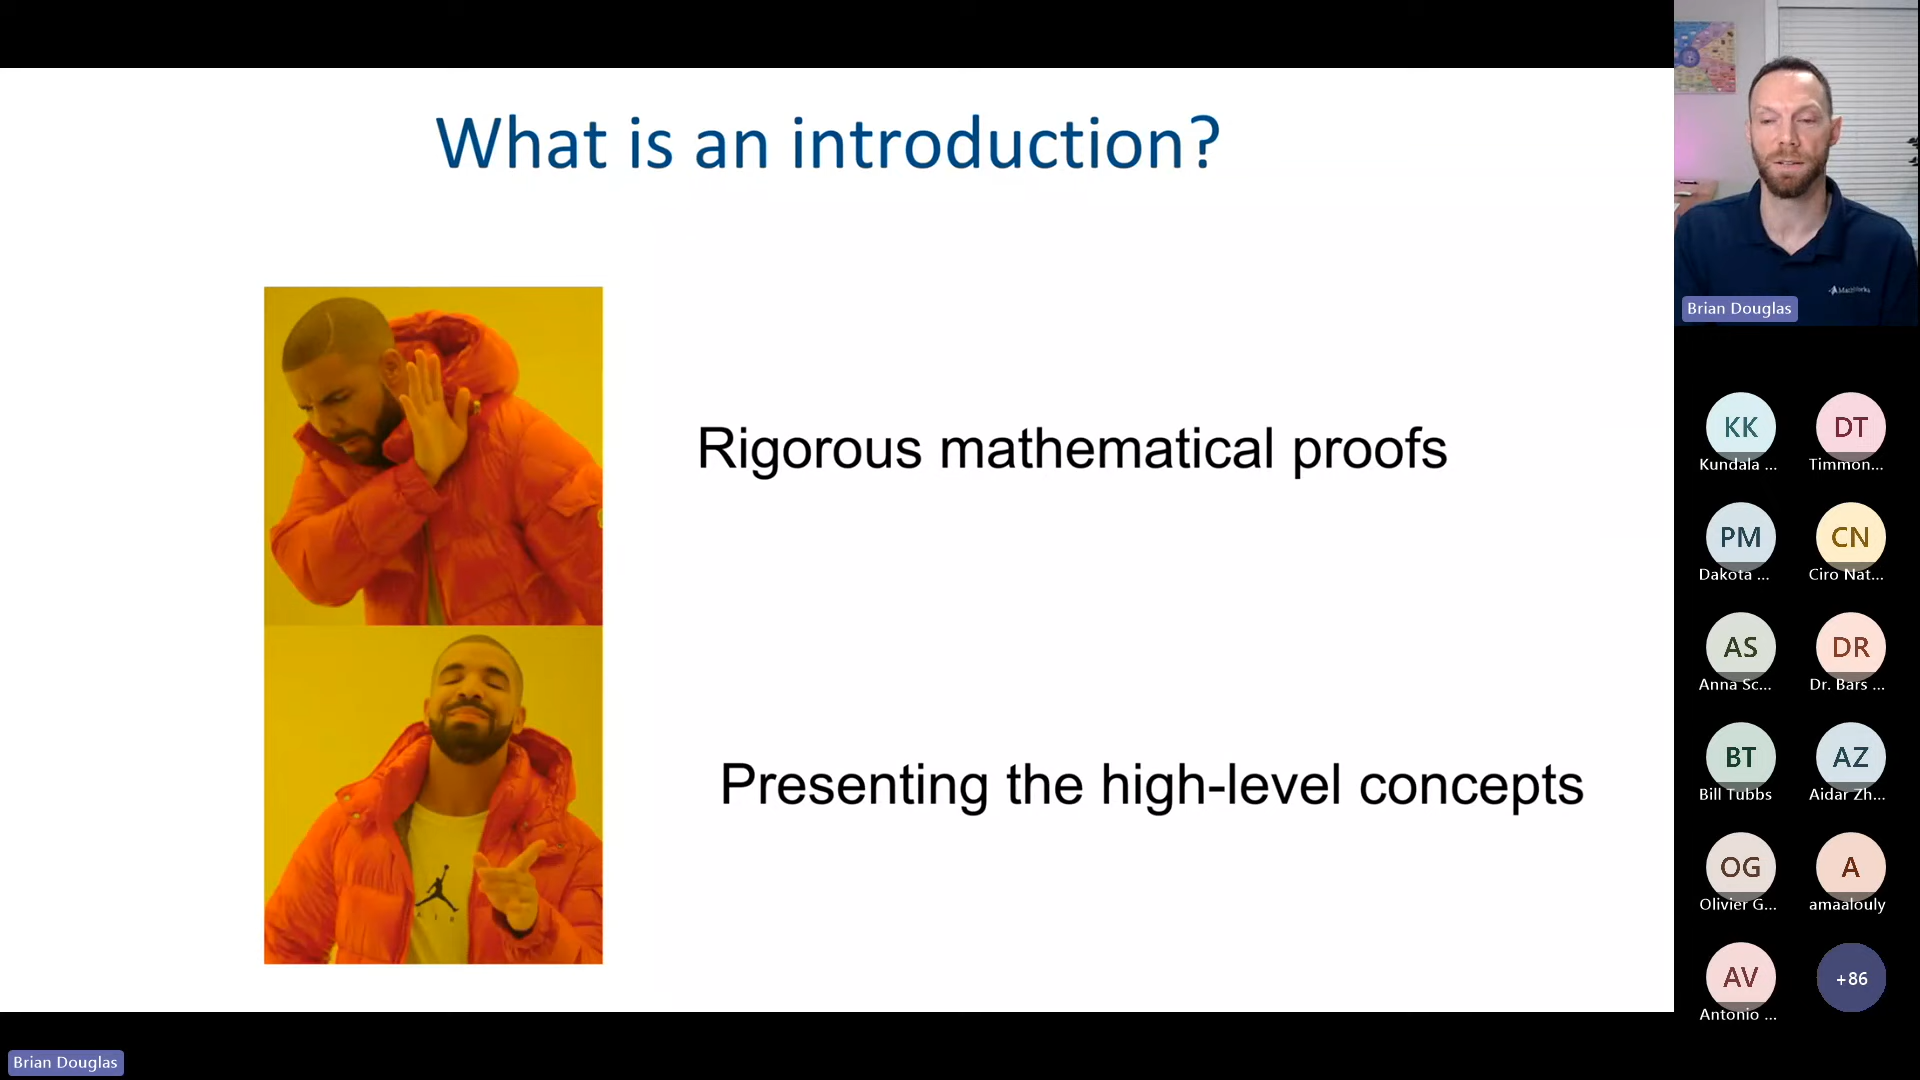 What is an introduction?
Rigorous mathematical proofs
Presenting the high-level concepts
MathWorks
Brian Douglas
KK
DT
Kundala ...
Timmon...
PM
CN
Dakota ...
Ciro Nat...
AS
DR
Anna Sc...
Dr. Bars ...
BT
AZ
Bill Tubbs
Aidar Zh...
OG
A
Olivier G...
amaalouly
AV
+86
Antonio ...
Brian Douglas